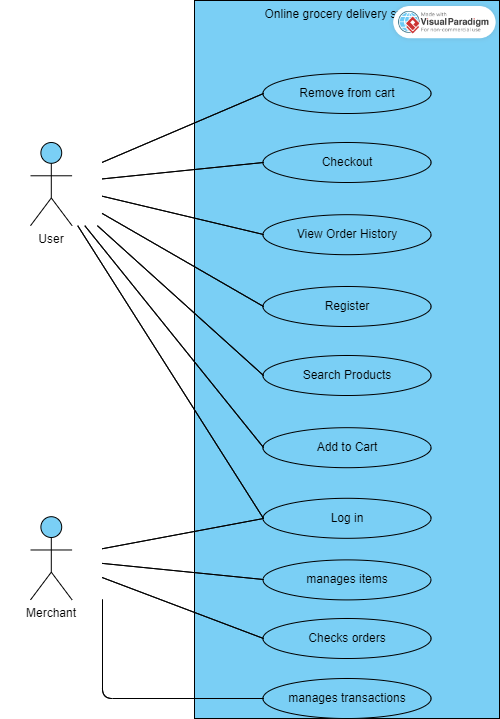 Online grocery delivery s
Made with
Visual Paradigm
For non-commercial use
Remove from cart
Checkout
View Order History
User
Register
Search Products
Add to Cart
Log in
manages items
Merchant
Checks orders
manages transactions